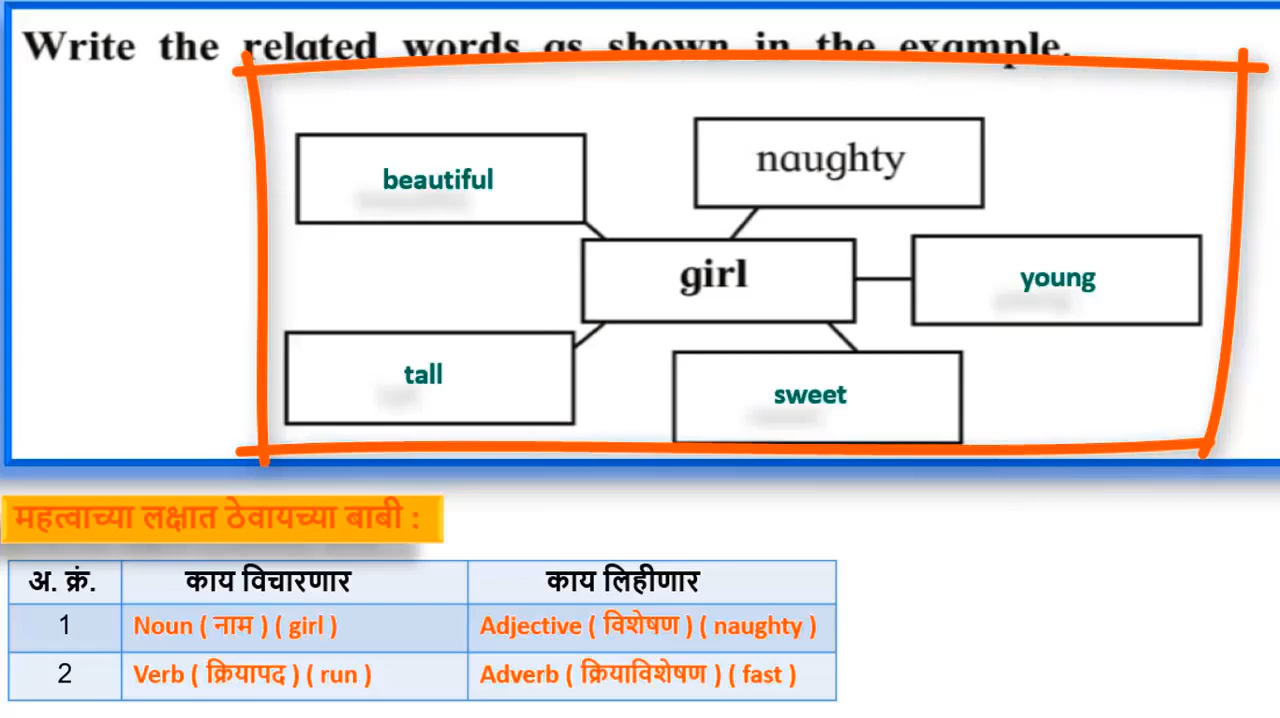 Write the related words as shown in the example.
beautiful
naughty
girl
young
tall
sweet
महत्वाच्या लक्षात ठेवायच्या बाबी :
अ. क्रं. काय विचारणार काय लिहीणार
1 Noun ( नाम ) ( girl ) Adjective ( विशेषण ) ( naughty )
2 Verb ( क्रियापद ) ( run ) Adverb ( क्रियाविशेषण ) ( fast )